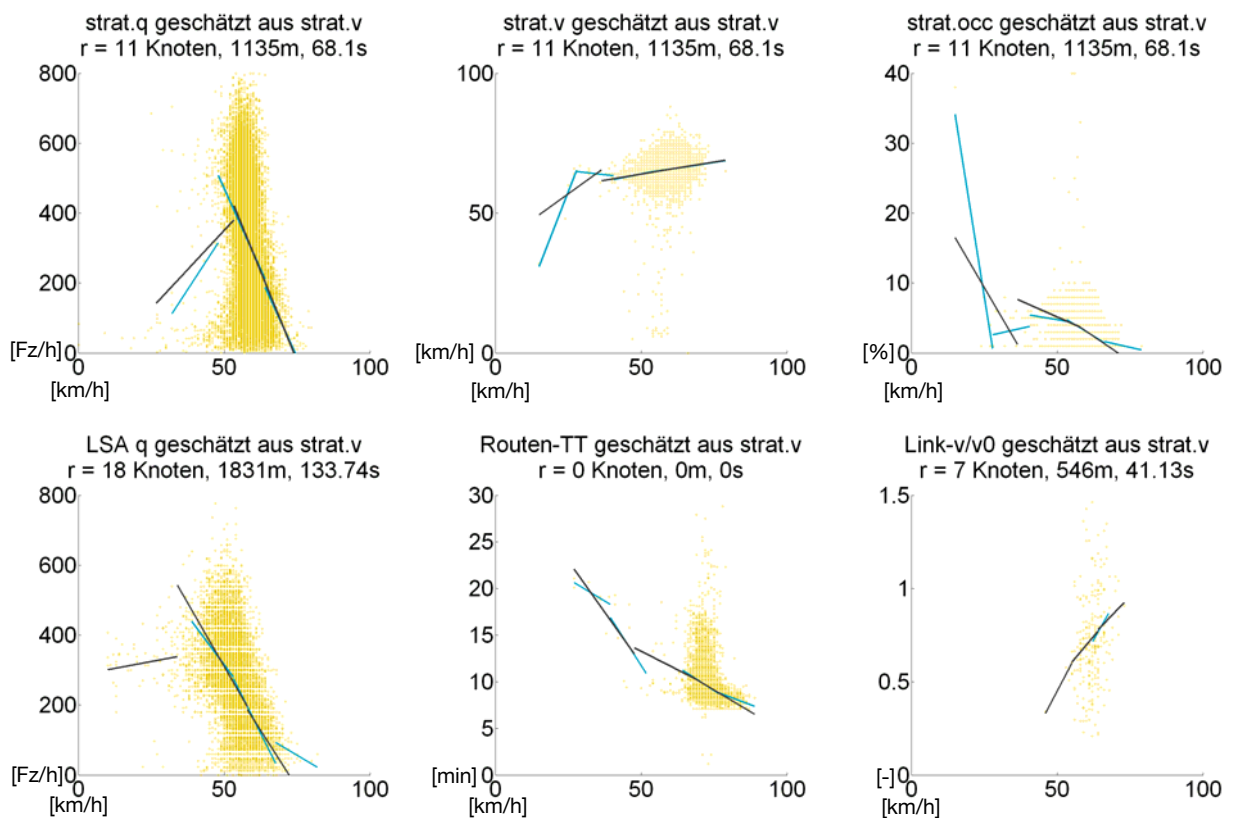 strat.q geschätzt aus strat.v
r = 11 Knoten, 1135m, 68.1s
800
600
400
200
[Fz/h] 0
0 50 100
[km/h]
strat.v geschätzt aus strat.v
r = 11 Knoten, 1135m, 68.1s
100
50
[km/h] 0
0 50 100
[km/h]
strat.occ geschätzt aus strat.v
r = 11 Knoten, 1135m, 68.1s
40
30
20
10
[%] 0
0 50 100
[km/h]
LSA q geschätzt aus strat.v
r = 18 Knoten, 1831m, 133.74s
800
600
400
200
[Fz/h] 0
0 50 100
[km/h]
Routen-TT geschätzt aus strat.v
r = 0 Knoten, 0m, 0s
30
25
20
15
10
5
[min] 0
0 50 100
[km/h]
Link-v/v0 geschätzt aus strat.v
r = 7 Knoten, 546m, 41.13s
1.5
1
0.5
[-] 0
0 50 100
[km/h]